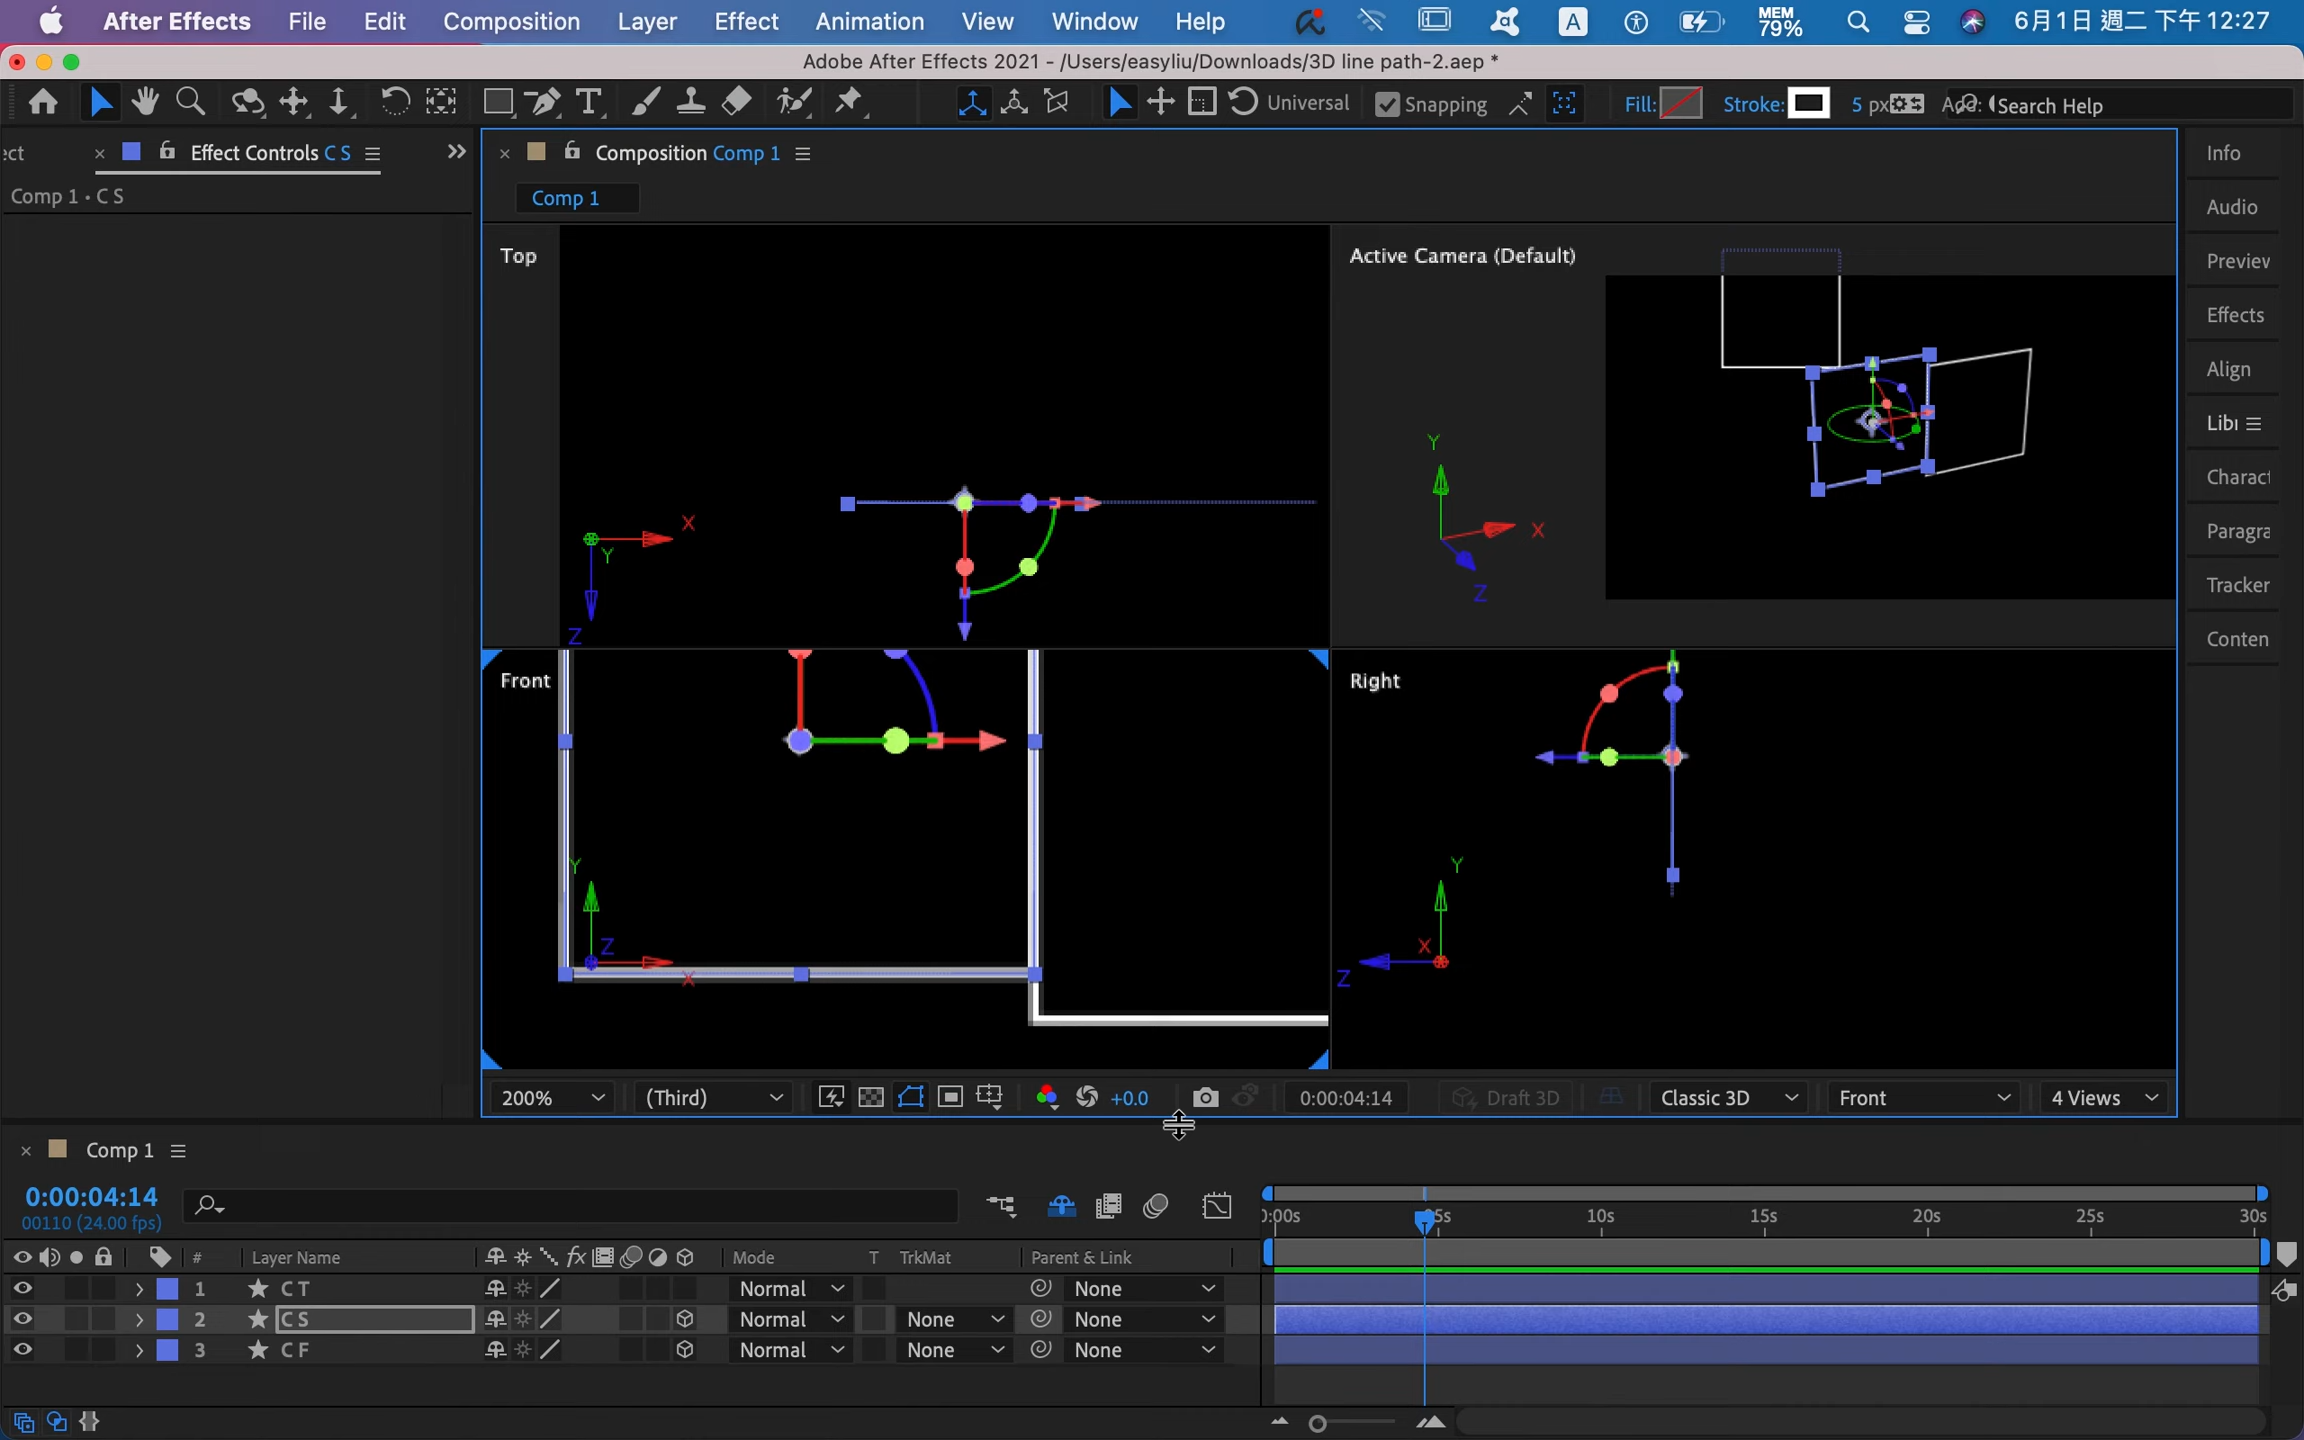 After Effects File Edit Composition Layer Effect Animation View Window Help A MEM 79% 6月1日 週二 下午 12:27
Adobe After Effects 2021 - /Users/easyliu/Downloads/3D line path-2.aep *
Universal Snapping Fill: Stroke: 5 px Add: Search Help
ect Effect Controls C S Composition Comp 1 Info
Comp 1 • C S Comp 1 Audio
Top Active Camera (Default) Preview
Effects
Align
Libr
Charact
Paragra
Tracker
Conten
X Y Z
Y X Z
Front Right
Y Z X
Y X Z
200% (Third) +0.0 0:00:04:14 Draft 3D Classic 3D Front 4 Views
Comp 1
0:00:04:14
00110 (24.00 fps)
):00s 05s 10s 15s 20s 25s 30s
# Layer Name fx Mode T TrkMat Parent & Link
1 C T Normal None
2 C S Normal None None
3 C F Normal None None